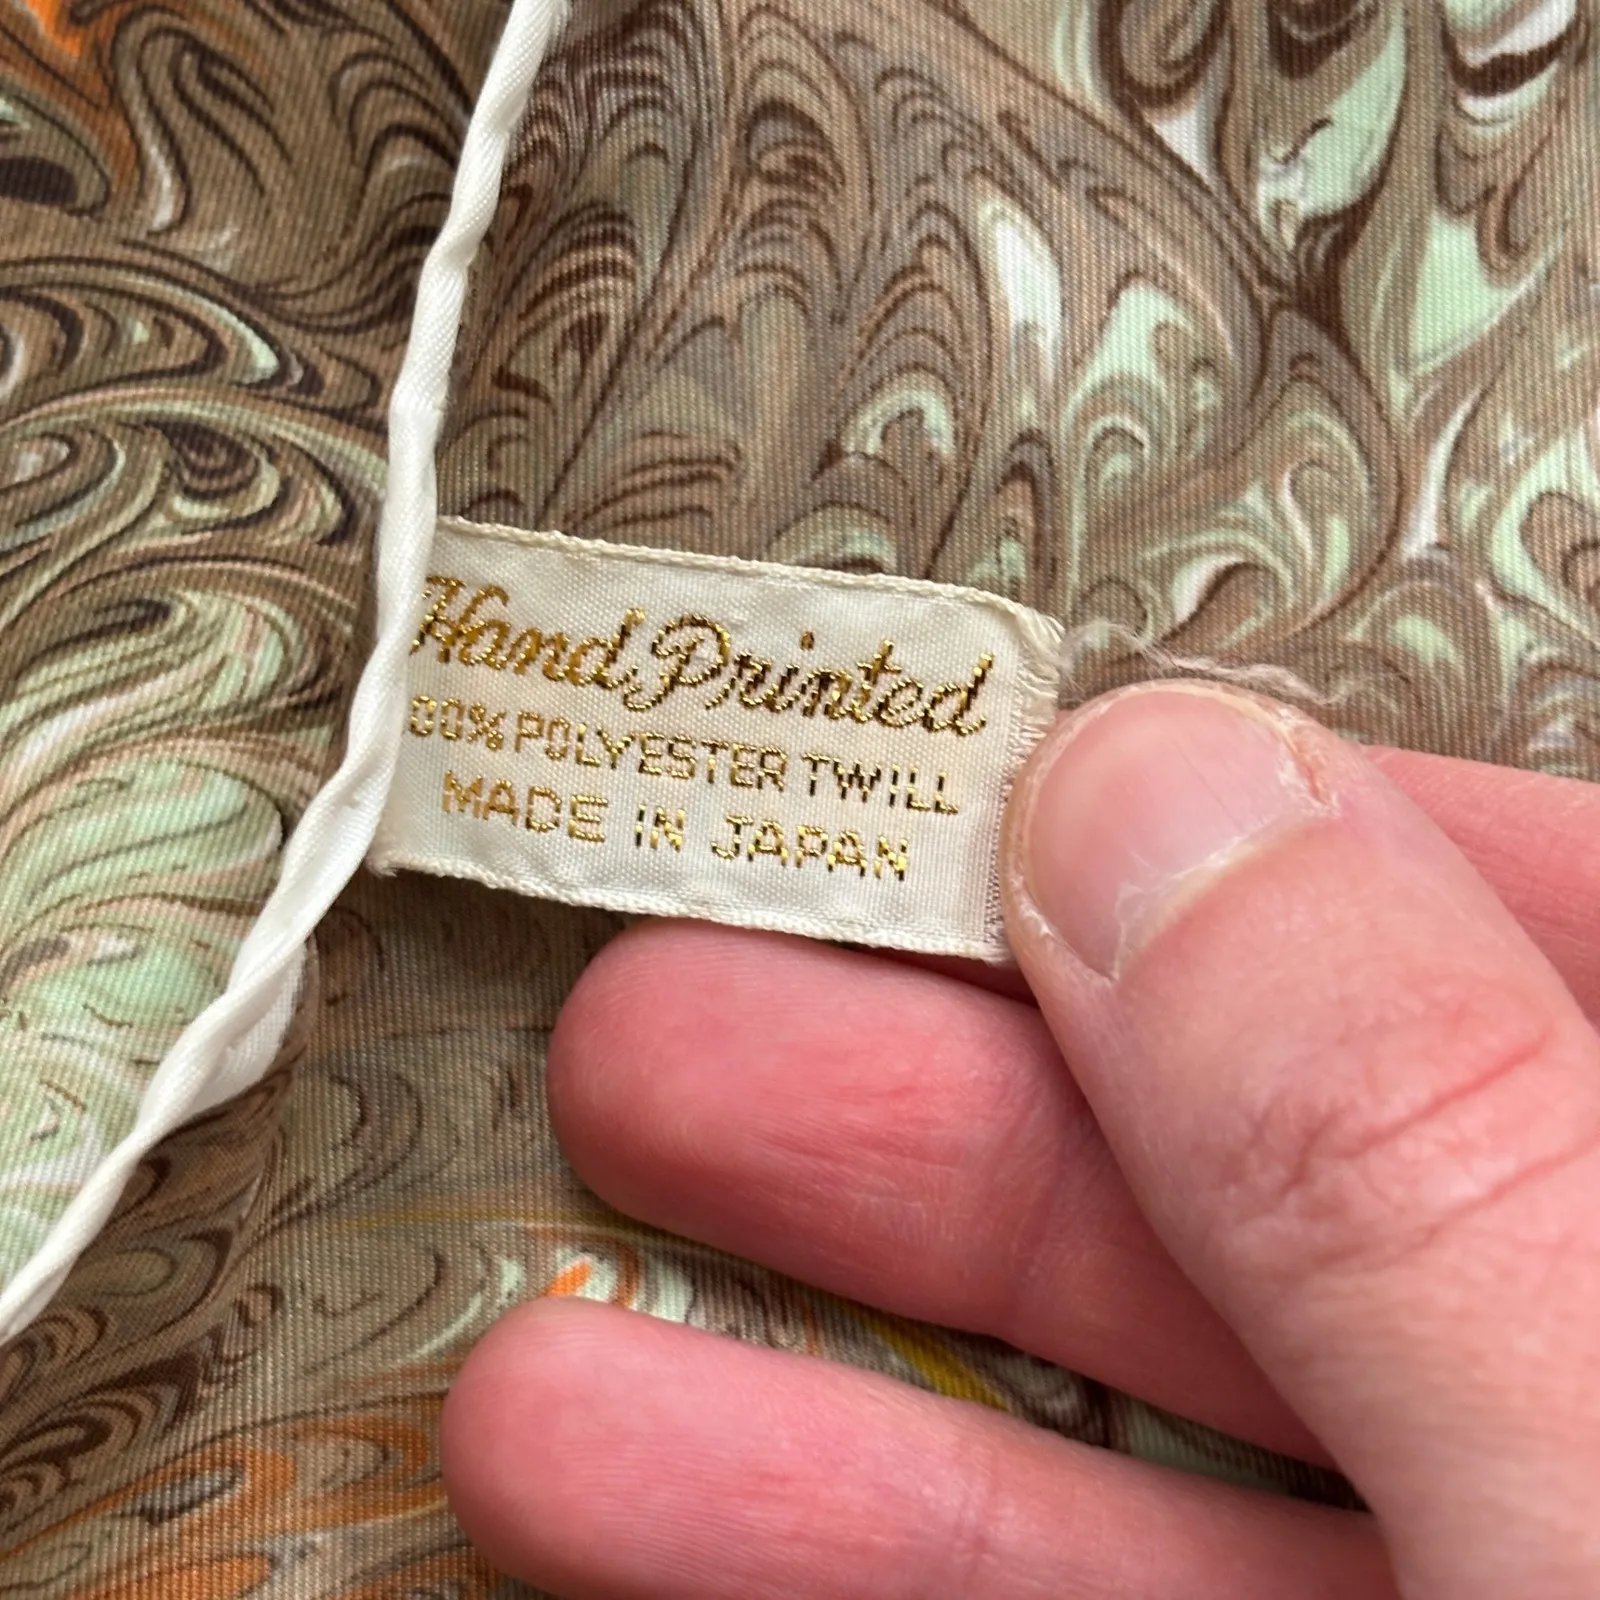 Hand Printed
00% POLYESTER TWILL
MADE IN JAPAN